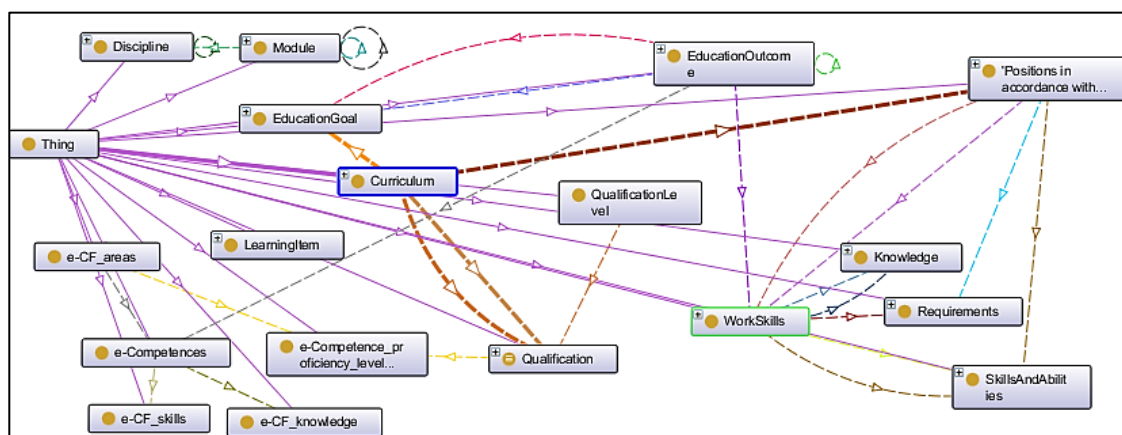 Discipline
Module
EducationOutcom
e
"Positions in
accordance with...
EducationGoal
Thing
Curriculum
QualificationLe
vel
LearningItem
e-CF_areas
Knowledge
Requirements
WorkSkills
e-Competences
e-Competence_pr
oficiency_level...
Qualification
SkillsAndAbilit
ies
e-CF_skills
e-CF_knowledge